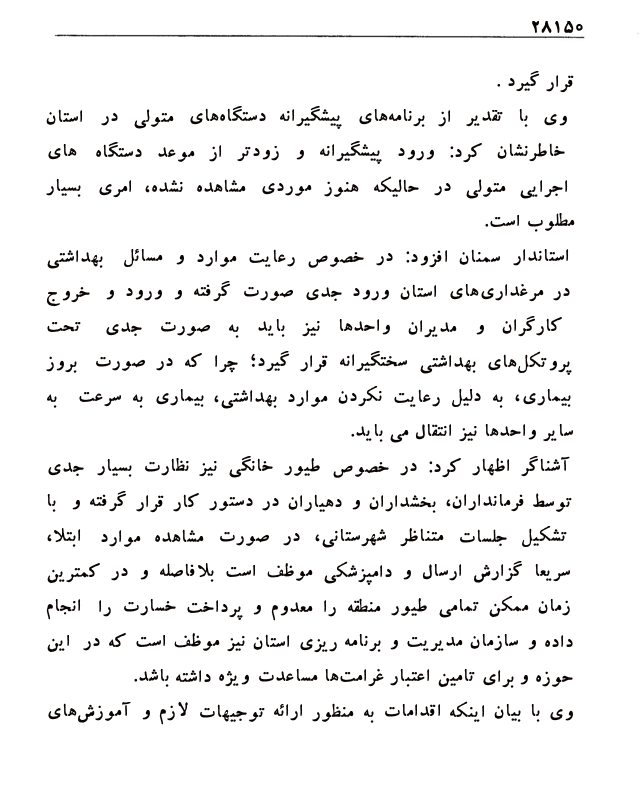 ۲۸۱۵۰
قرار گیرد .
وی با تقدیر از برنامه‌های پیشگیرانه دستگاه‌های متولی در استان
خاطرنشان کرد: ورود پیشگیرانه و زودتر از موعد دستگاه های
اجرایی متولی در حالیکه هنوز موردی مشاهده نشده، امری بسیار
مطلوب است.
استاندار سمنان افزود: در خصوص رعایت موارد و مسائل بهداشتی
در مرغداری‌های استان ورود جدی صورت گرفته و ورود و خروج
کارگران و مدیران واحدها نیز باید به صورت جدی تحت
پروتکل‌های بهداشتی سختگیرانه قرار گیرد؛ چرا که در صورت بروز
بیماری، به دلیل رعایت نکردن موارد بهداشتی، بیماری به سرعت به
سایر واحدها نیز انتقال می یابد.
آشناگر اظهار کرد: در خصوص طیور خانگی نیز نظارت بسیار جدی
توسط فرمانداران، بخشداران و دهیاران در دستور کار قرار گرفته و با
تشکیل جلسات متناظر شهرستانی، در صورت مشاهده موارد ابتلا،
سریعا گزارش ارسال و دامپزشکی موظف است بلافاصله و در کمترین
زمان ممکن تمامی طیور منطقه را معدوم و پرداخت خسارت را انجام
داده و سازمان مدیریت و برنامه ریزی استان نیز موظف است که در این
حوزه و برای تامین اعتبار غرامت‌ها مساعدت ویژه داشته باشد.
وی با بیان اینکه اقدامات به منظور ارائه توجیهات لازم و آموزش‌های